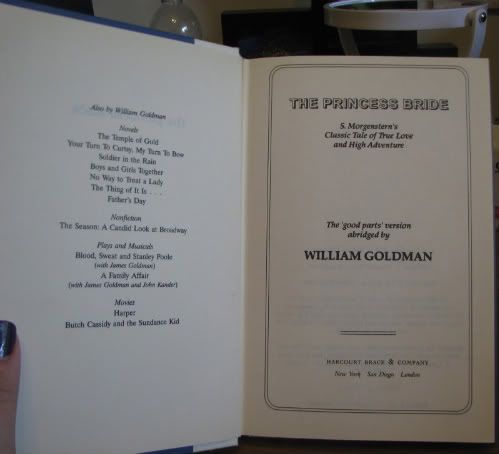 Also by William Goldman
Novels
The Temple of Gold
Your Turn To Curtsy, My Turn To Bow
Soldier in the Rain
Boys and Girls Together
No Way to Treat a Lady
The Thing of It Is . . . .
Father's Day
Nonfiction
The Season: A Candid Look at Broadway
Plays and Musicals
Blood, Sweat and Stanley Poole
(with James Goldman)
A Family Affair
(with James Goldman and John Kander)
Movies
Harper
Butch Cassidy and the Sundance Kid
THE PRINCESS BRIDE
S. Morgenstern's
Classic Tale of True Love
and High Adventure
The 'good parts' version
abridged by
WILLIAM GOLDMAN
HARCOURT BRACE & COMPANY
New York San Diego London